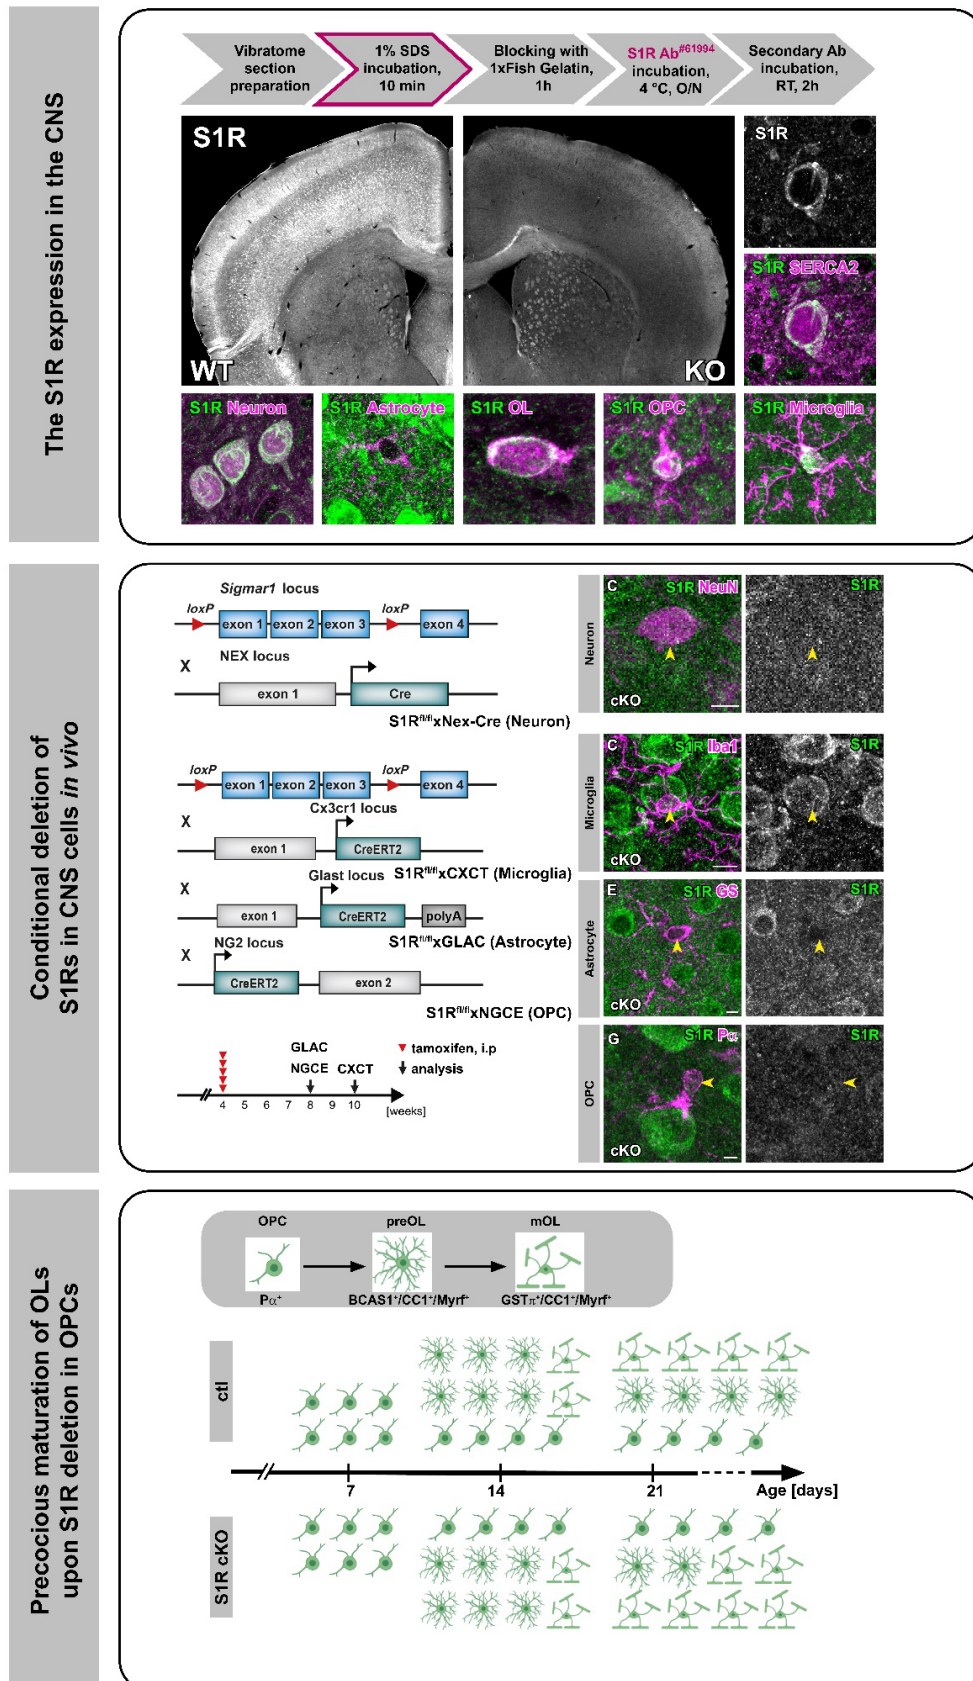 The S1R expression in the CNS
Vibratome
section
preparation
1% SDS
incubation,
10 min
Blocking with
1xFish Gelatin,
1h
S1R Ab#61994
incubation,
4 °C, O/N
Secondary Ab
incubation,
RT, 2h
S1R
WT
KO
S1R
S1R SERCA2
S1R Neuron
S1R Astrocyte
S1R OL
S1R OPC
S1R Microglia
Conditional deletion of
S1Rs in CNS cells in vivo
Sigmar1 locus
loxP
loxP
exon 1
exon 2
exon 3
exon 4
X
NEX locus
exon 1
Cre
S1Rfl/flxNex-Cre (Neuron)
loxP
loxP
exon 1
exon 2
exon 3
exon 4
X
Cx3cr1 locus
exon 1
CreERT2
S1Rfl/flxCXCT (Microglia)
X
Glast locus
exon 1
CreERT2
polyA
S1Rfl/flxGLAC (Astrocyte)
X
NG2 locus
CreERT2
exon 2
S1Rfl/flxNGCE (OPC)
GLAC
NGCE
CXCT
tamoxifen, i.p
analysis
4 5 6 7 8 9 10
[weeks]
Neuron
C
S1R NeuN
cKO
S1R
Microglia
C
S1R Iba1
cKO
S1R
Astrocyte
E
S1R GS
cKO
S1R
OPC
G
S1R Pα
cKO
S1R
Precocious maturation of OLs
upon S1R deletion in OPCs
OPC
preOL
mOL
Pα+
BCAS1+/CC1+/Myrf+
GSTπ+/CC1+/Myrf+
ctl
7
14
21
Age [days]
S1R cKO